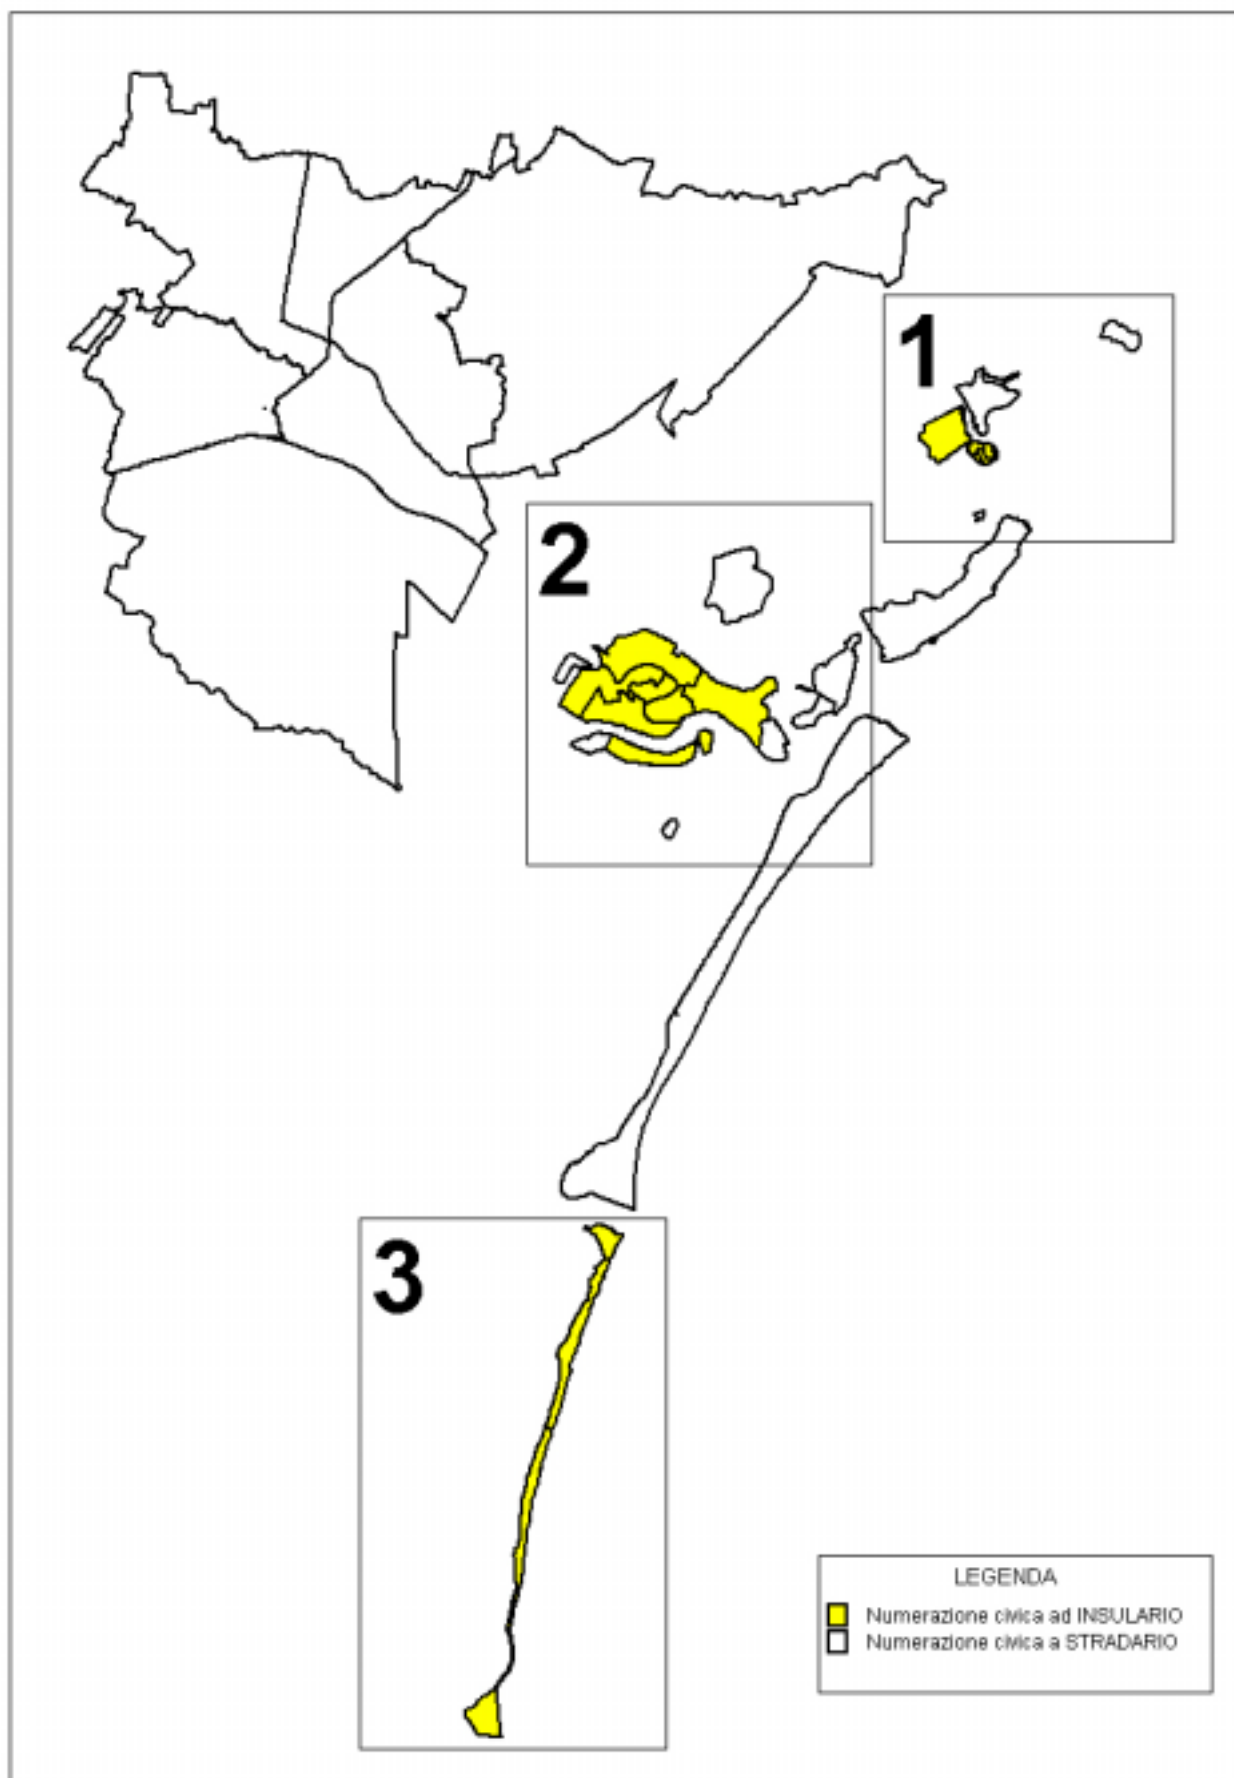 1
2
3
LEGENDA
Numerazione civica ad INSULARIO
Numerazione civica a STRADARIO